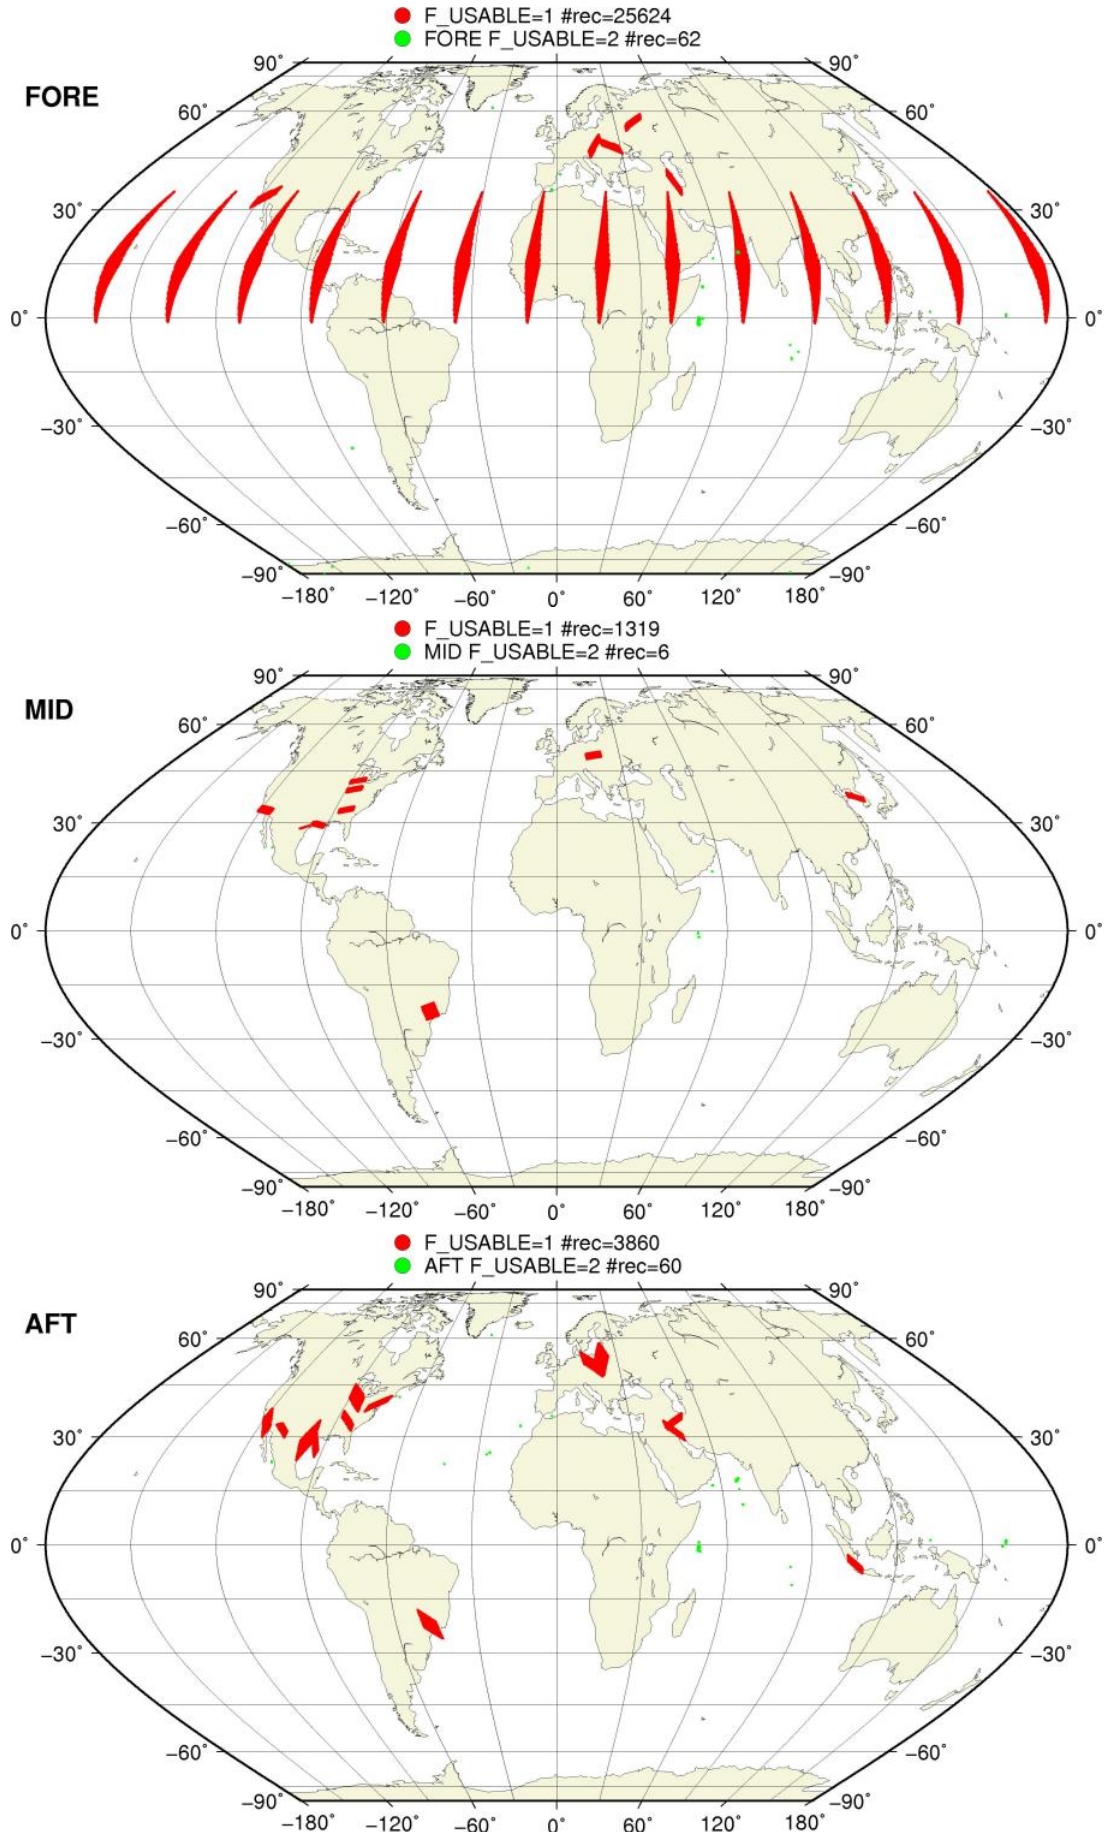 F_USABLE=1 #rec=25624
FORE F_USABLE=2 #rec=62
FORE
90˚ 90˚
60˚ 60˚
30˚ 30˚
0˚ 0˚
−30˚ −30˚
−60˚ −60˚
−90˚ −90˚
−180˚ −120˚ −60˚ 0˚ 60˚ 120˚ 180˚
F_USABLE=1 #rec=1319
MID F_USABLE=2 #rec=6
MID
90˚ 90˚
60˚ 60˚
30˚ 30˚
0˚ 0˚
−30˚ −30˚
−60˚ −60˚
−90˚ −90˚
−180˚ −120˚ −60˚ 0˚ 60˚ 120˚ 180˚
F_USABLE=1 #rec=3860
AFT F_USABLE=2 #rec=60
AFT
90˚ 90˚
60˚ 60˚
30˚ 30˚
0˚ 0˚
−30˚ −30˚
−60˚ −60˚
−90˚ −90˚
−180˚ −120˚ −60˚ 0˚ 60˚ 120˚ 180˚